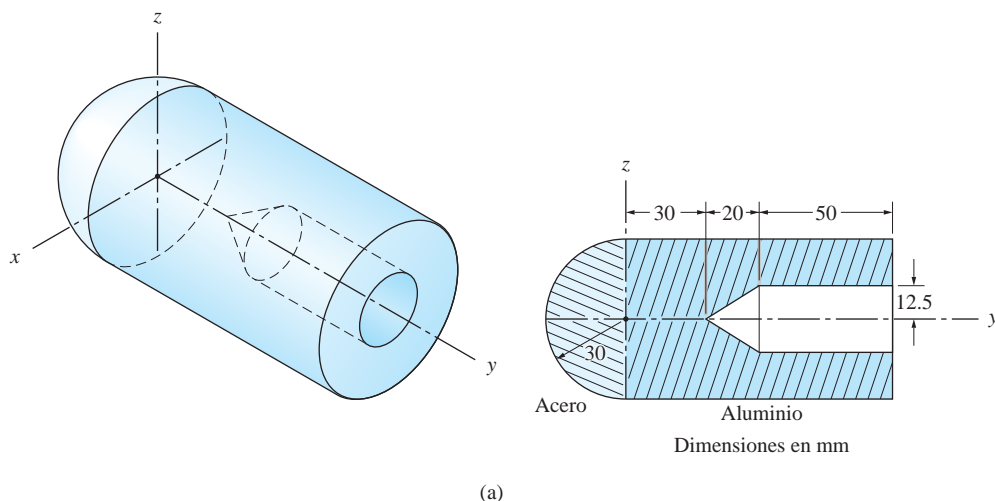 z
x
y
z
30
20
50
12.5
y
30
Acero
Aluminio
Dimensiones en mm
(a)